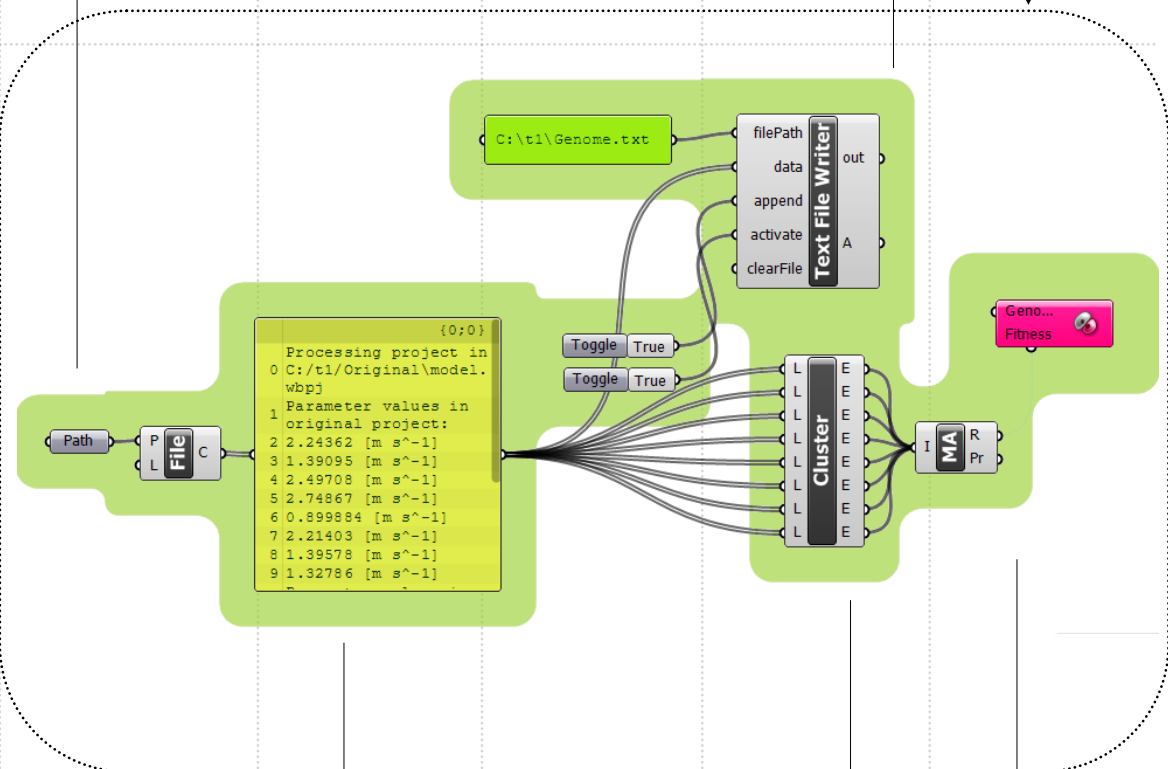 C:\t1\Genome.txt
filePath
data
append
activate
clearFile
Text File Writer
out
A
Geno...
Fitness
{0;0}
0 Processing project in
C:/t1/Original\model.
wbpj
1 Parameter values in
original project:
2 2.24362 [m s^-1]
3 1.39095 [m s^-1]
4 2.49708 [m s^-1]
5 2.74867 [m s^-1]
6 0.899884 [m s^-1]
7 2.21403 [m s^-1]
8 1.39578 [m s^-1]
9 1.32786 [m s^-1]
Toggle True
Toggle True
Path
P
L
File
C
L E
L E
L E
L E
L E
L E
L E
L E
Cluster
I
MA
R
Pr